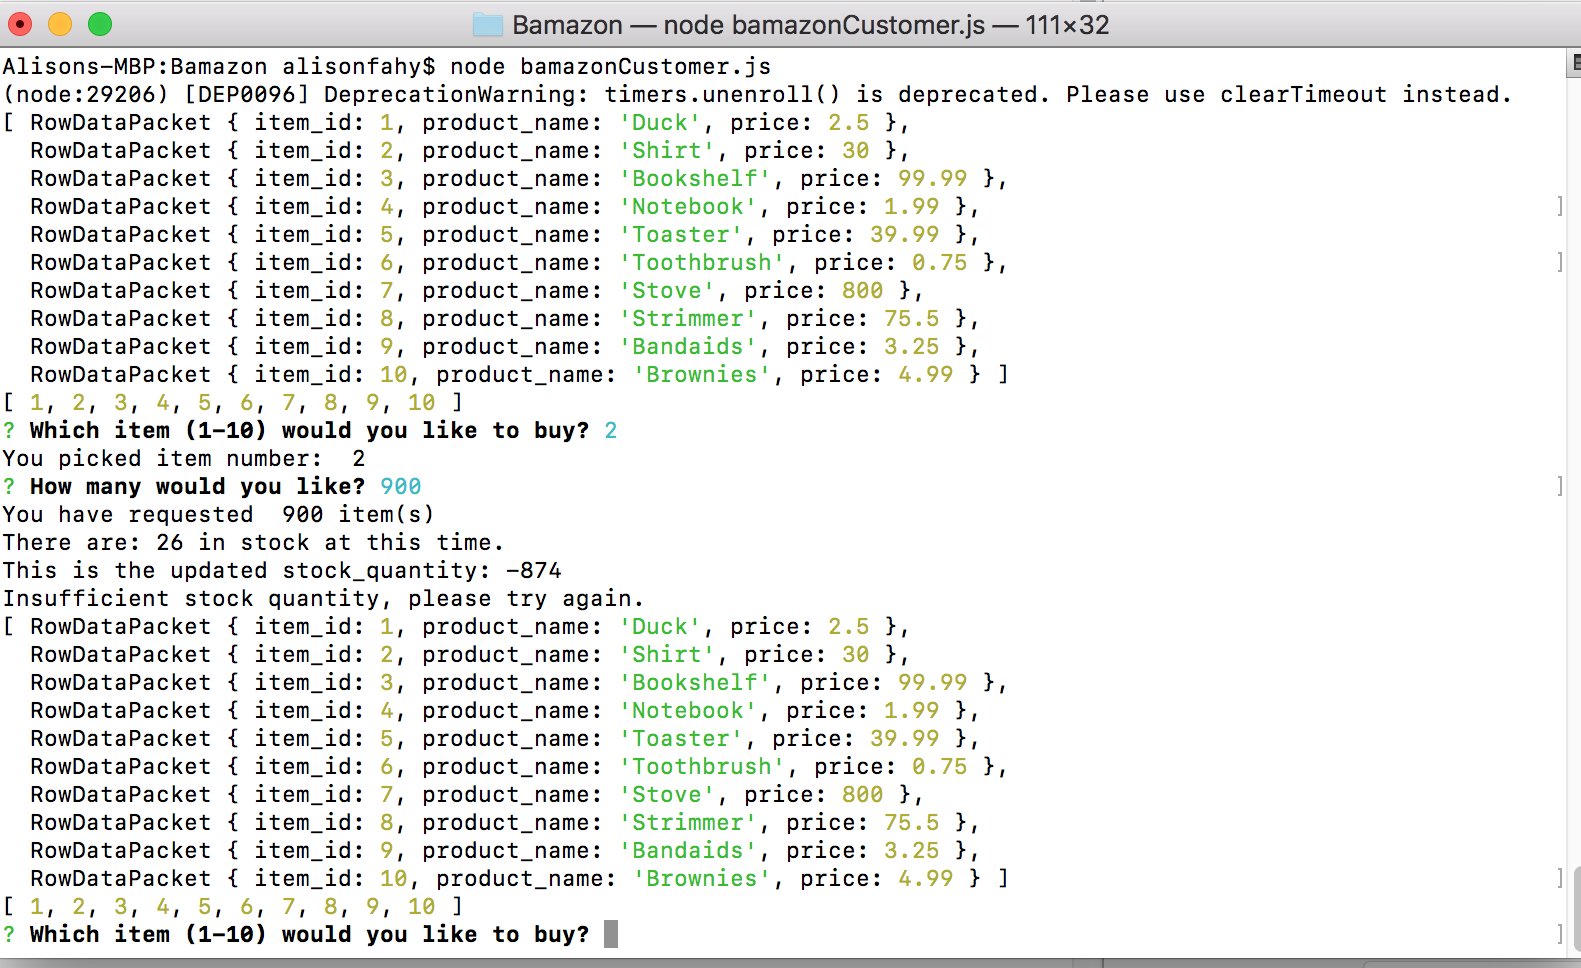 Bamazon — node bamazonCustomer.js — 111×32
Alisons-MBP:Bamazon alisonfahy$ node bamazonCustomer.js
(node:29206) [DEP0096] DeprecationWarning: timers.unenroll() is deprecated. Please use clearTimeout instead.
[ RowDataPacket { item_id: 1, product_name: 'Duck', price: 2.5 },
  RowDataPacket { item_id: 2, product_name: 'Shirt', price: 30 },
  RowDataPacket { item_id: 3, product_name: 'Bookshelf', price: 99.99 },
  RowDataPacket { item_id: 4, product_name: 'Notebook', price: 1.99 }, ]
  RowDataPacket { item_id: 5, product_name: 'Toaster', price: 39.99 },
  RowDataPacket { item_id: 6, product_name: 'Toothbrush', price: 0.75 }, ]
  RowDataPacket { item_id: 7, product_name: 'Stove', price: 800 },
  RowDataPacket { item_id: 8, product_name: 'Strimmer', price: 75.5 },
  RowDataPacket { item_id: 9, product_name: 'Bandaids', price: 3.25 },
  RowDataPacket { item_id: 10, product_name: 'Brownies', price: 4.99 } ]
[ 1, 2, 3, 4, 5, 6, 7, 8, 9, 10 ]
? Which item (1-10) would you like to buy? 2
You picked item number:  2
? How many would you like? 900 ]
You have requested  900 item(s)
There are: 26 in stock at this time.
This is the updated stock_quantity: -874
Insufficient stock quantity, please try again.
[ RowDataPacket { item_id: 1, product_name: 'Duck', price: 2.5 },
  RowDataPacket { item_id: 2, product_name: 'Shirt', price: 30 },
  RowDataPacket { item_id: 3, product_name: 'Bookshelf', price: 99.99 },
  RowDataPacket { item_id: 4, product_name: 'Notebook', price: 1.99 },
  RowDataPacket { item_id: 5, product_name: 'Toaster', price: 39.99 },
  RowDataPacket { item_id: 6, product_name: 'Toothbrush', price: 0.75 },
  RowDataPacket { item_id: 7, product_name: 'Stove', price: 800 },
  RowDataPacket { item_id: 8, product_name: 'Strimmer', price: 75.5 },
  RowDataPacket { item_id: 9, product_name: 'Bandaids', price: 3.25 },
  RowDataPacket { item_id: 10, product_name: 'Brownies', price: 4.99 } ] ]
[ 1, 2, 3, 4, 5, 6, 7, 8, 9, 10 ]
? Which item (1-10) would you like to buy? ]